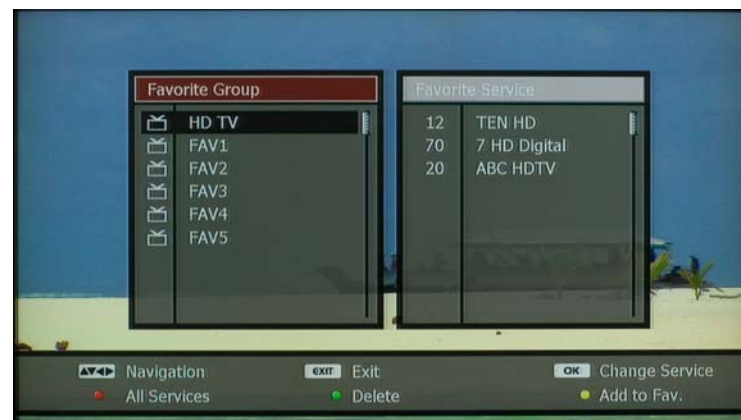 Favorite Group
HD TV
FAV1
FAV2
FAV3
FAV4
FAV5
Favorite Service
12 TEN HD
70 7 HD Digital
20 ABC HDTV
Navigation
EXIT Exit
OK Change Service
All Services
Delete
Add to Fav.